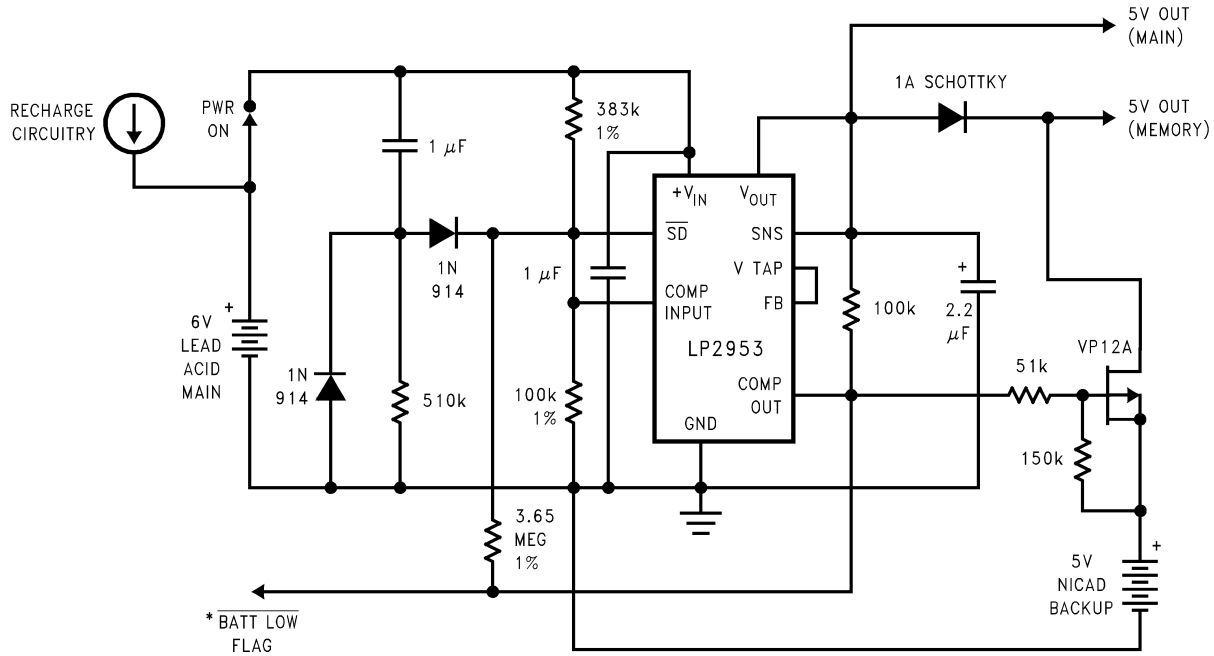 5V OUT
(MAIN)
1A SCHOTTKY
5V OUT
(MEMORY)
RECHARGE
CIRCUITRY
PWR
ON
383k
1%
1 µF
+VIN
VOUT
SD
SNS
1N
914
1 µF
V TAP
FB
COMP
INPUT
+
2.2
µF
100k
LP2953
+
6V
LEAD
ACID
MAIN
VP12A
1N
914
510k
100k
1%
COMP
OUT
51k
GND
150k
3.65
MEG
1%
+
5V
NICAD
BACKUP
* BATT LOW
FLAG